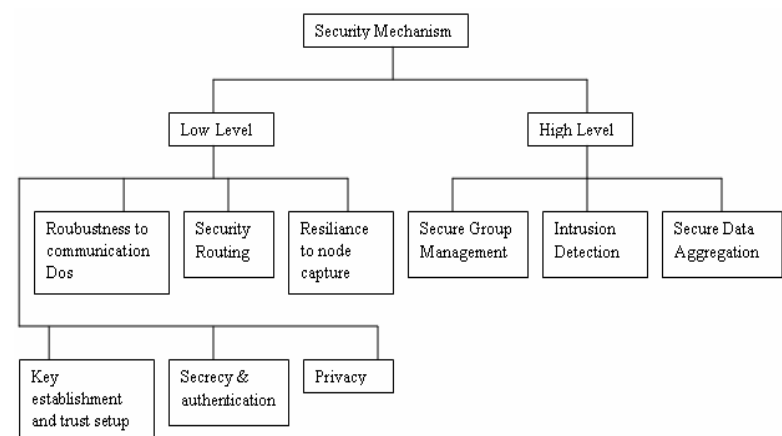 Security Mechanism
Low Level
High Level
Roubustness to
communication
Dos
Security
Routing
Resiliance
to node
capture
Secure Group
Management
Intrusion
Detection
Secure Data
Aggregation
Key
establishment
and trust setup
Secrecy &
authentication
Privacy